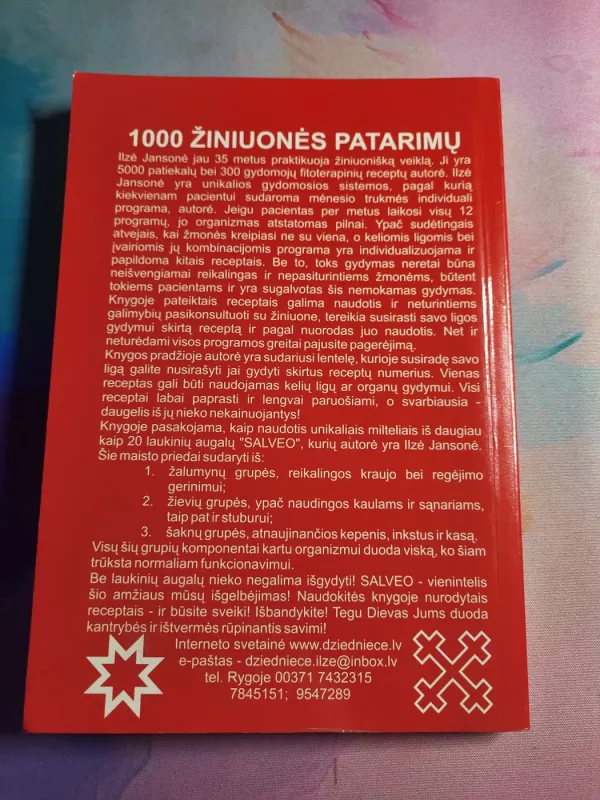 1000 ŽINIUONĖS PATARIMŲ
Ilzė Jansonė jau 35 metus praktikuoja žiniuonišką veiklą. Ji yra
5000 patiekalų bei 300 gydomojų fitoterapinių receptų autorė. Ilzė
Jansonė yra unikalios gydomosios sistemos, pagal kurią
kiekvienam pacientui sudaroma mėnesio trukmės individuali
programa, autorė. Jeigu pacientas per metus laikosi visų 12
programų, jo organizmas atstatomas pilnai. Ypač sudėtingais
atvejais, kai žmonės kreipiasi ne su viena, o keliomis ligomis bei
įvairiomis jų kombinacijomis programa yra individualizuojama ir
papildoma kitais receptais. Be to, toks gydymas neretai būna
neišvengiamai reikalingas ir nepasiturintiems žmonėms, būtent
tokiems pacientams ir yra sugalvotas šis nemokamas gydymas.
Knygoje pateiktais receptais galima naudotis ir neturintiems
galimybių pasikonsultuoti su žiniuone, tereikia susirasti savo ligos
gydymui skirtą receptą ir pagal nuorodas juo naudotis. Net ir
neturėdami visos programos greitai pajusite pagerėjimą.
Knygos pradžioje autorė yra sudariusi lentelę, kurioje susiradę savo
ligą galite nusirašyti jai gydyti skirtus receptų numerius. Vienas
receptas gali būti naudojamas kelių ligų ar organų gydymui. Visi
receptai labai paprasti ir lengvai paruošiami, o svarbiausia -
daugelis iš jų nieko nekainuojantys!
Knygoje pasakojama, kaip naudotis unikaliais milteliais iš daugiau
kaip 20 laukinių augalų "SALVEO", kurių autorė yra Ilzė Jansonė.
Šie maisto priedai sudaryti iš:
1. žalumynų grupės, reikalingos kraujo bei regėjimo
gerinimui;
2. žievių grupės, ypač naudingos kaulams ir sąnariams,
taip pat ir stuburui;
3. šaknų grupės, atnaujinančios kepenis, inkstus ir kasą.
Visų šių grupių komponentai kartu organizmui duoda viską, ko šiam
trūksta normaliam funkcionavimui.
Be laukinių augalų nieko negalima išgydyti! SALVEO - vienintelis
šio amžiaus mūsų išgelbėjimas! Naudokitės knygoje nurodytais
receptais - ir būsite sveiki! Išbandykite! Tegu Dievas Jums duoda
kantrybės ir ištvermės rūpinantis savimi!
Interneto svetainė www.dziedniece.lv
e-paštas - dziedniece.ilze@inbox.lv
tel. Rygoje 00371 7432315
7845151; 9547289